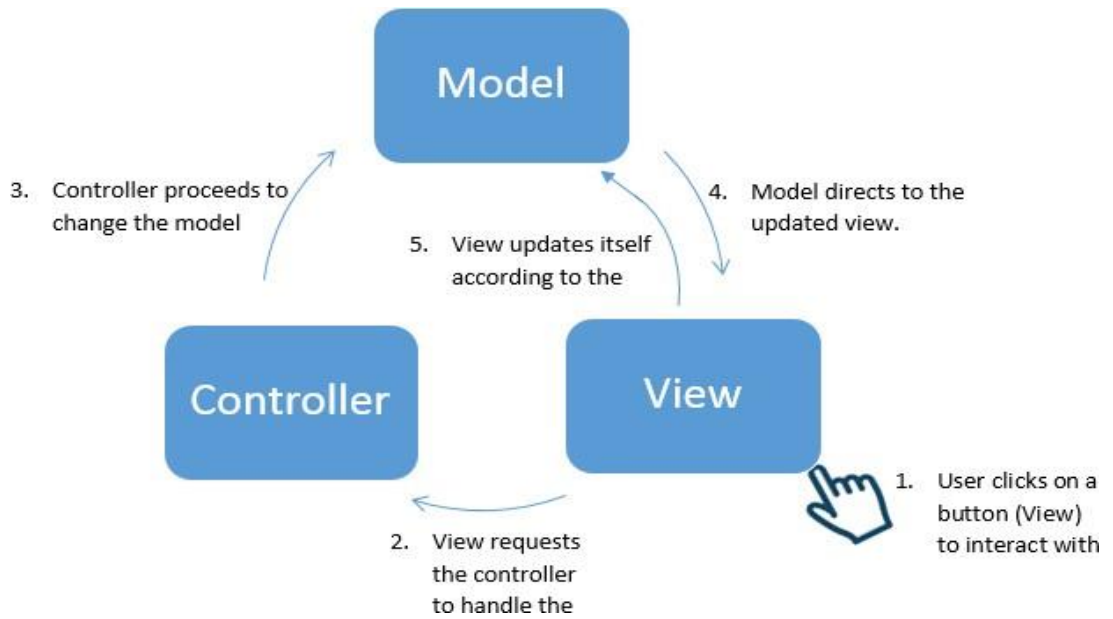 Model
3. Controller proceeds to
change the model
4. Model directs to the
updated view.
5. View updates itself
according to the
Controller
View
1. User clicks on a
button (View)
to interact with
2. View requests
the controller
to handle the